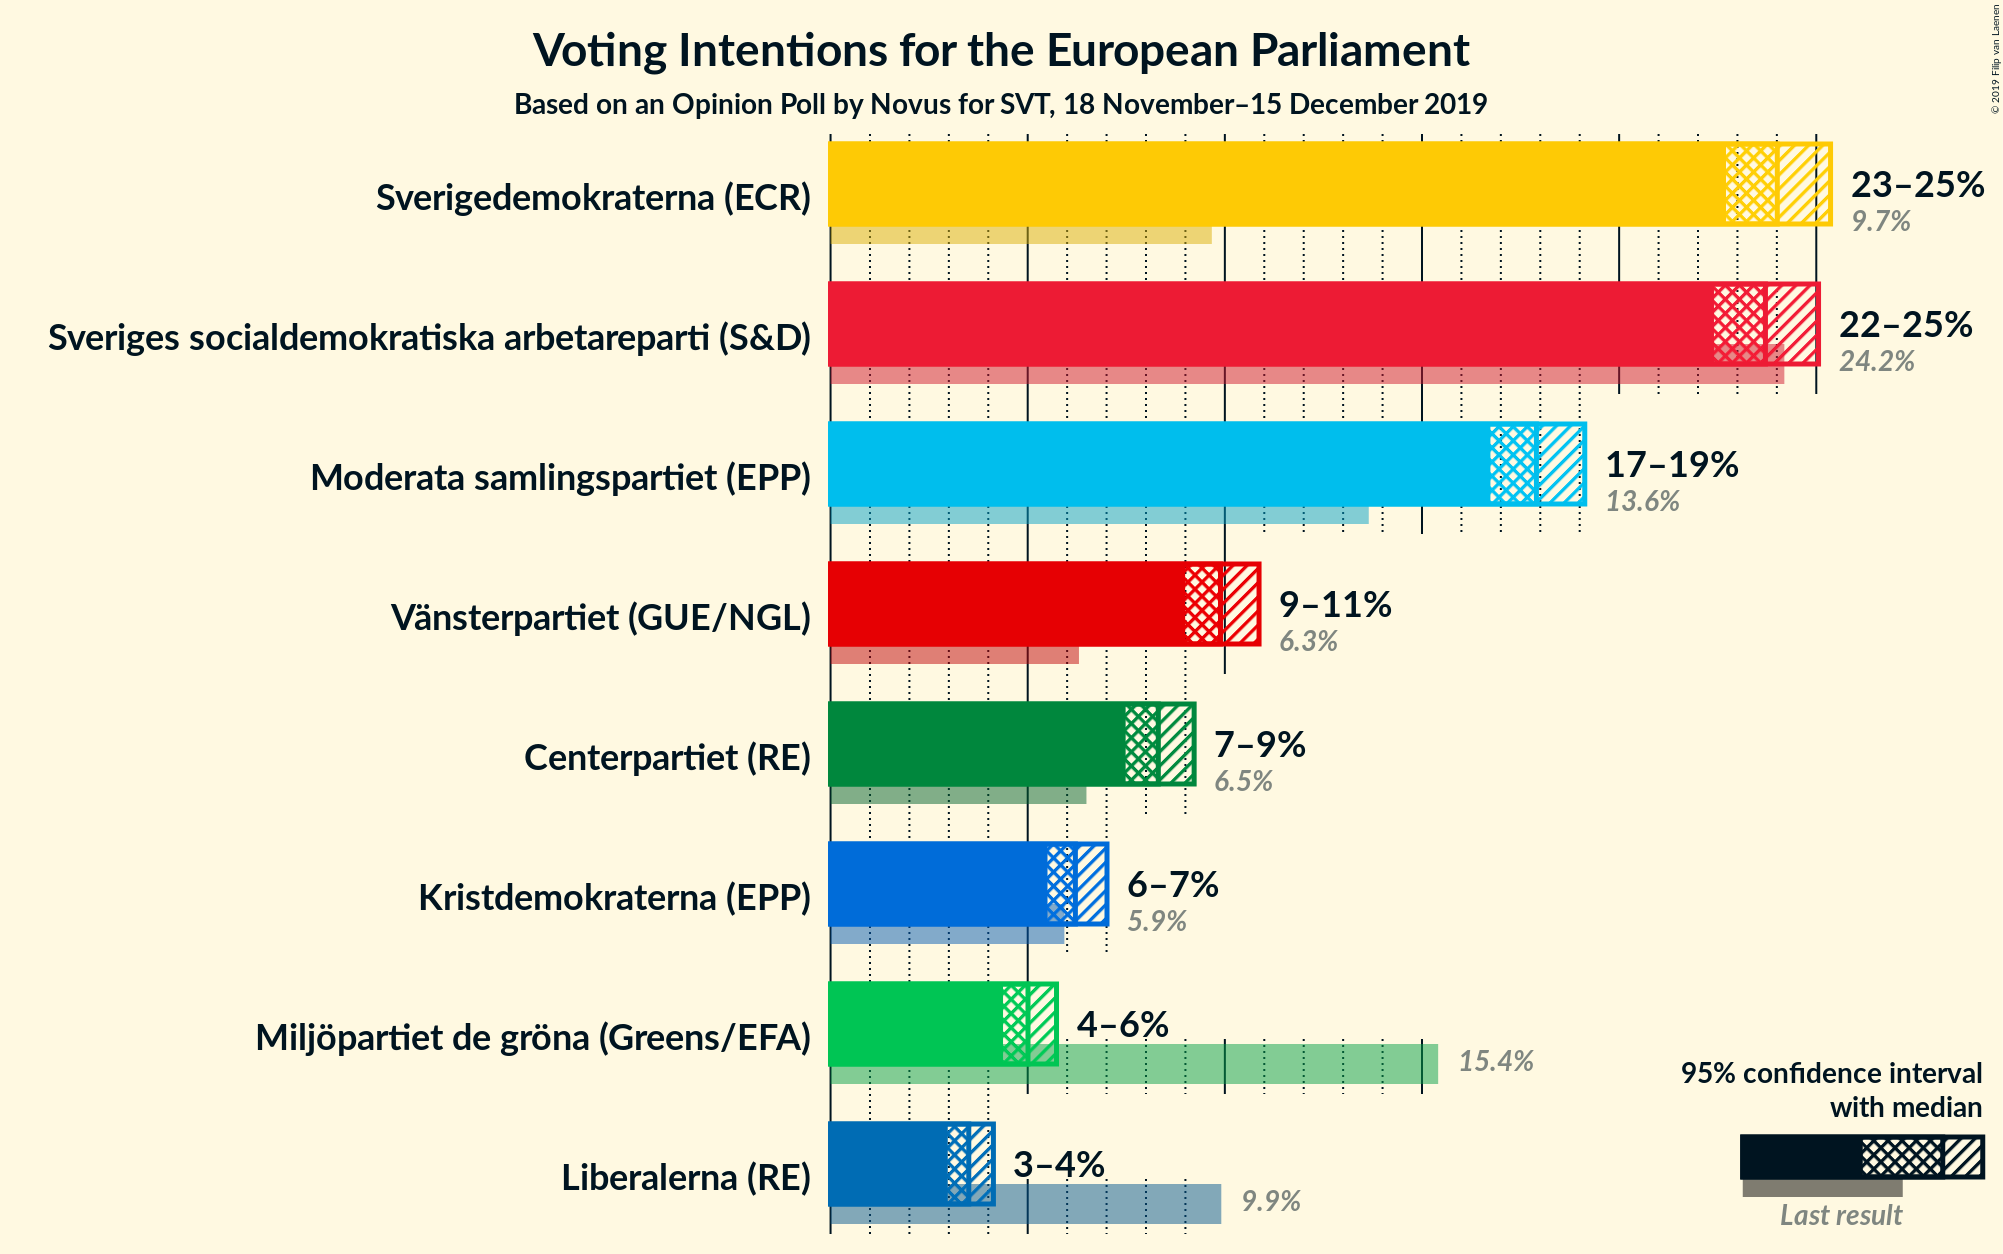 Voting Intentions for the European Parliament
Based on an Opinion Poll by Novus for SVT, 18 November–15 December 2019
© 2019 Filip van Laenen
Sverigedemokraterna (ECR)
23–25%
9.7%
Sveriges socialdemokratiska arbetareparti (S&D)
22–25%
24.2%
Moderata samlingspartiet (EPP)
17–19%
13.6%
Vänsterpartiet (GUE/NGL)
9–11%
6.3%
Centerpartiet (RE)
7–9%
6.5%
Kristdemokraterna (EPP)
6–7%
5.9%
Miljöpartiet de gröna (Greens/EFA)
4–6%
15.4%
Liberalerna (RE)
3–4%
9.9%
95% confidence interval
with median
Last result